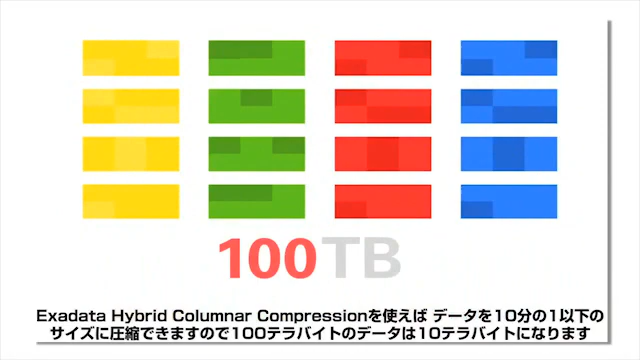 100TB
Exadata Hybrid Columnar Compressionを使えば データを10分の1以下の
サイズに圧縮できますので100テラバイトのデータは10テラバイトになります